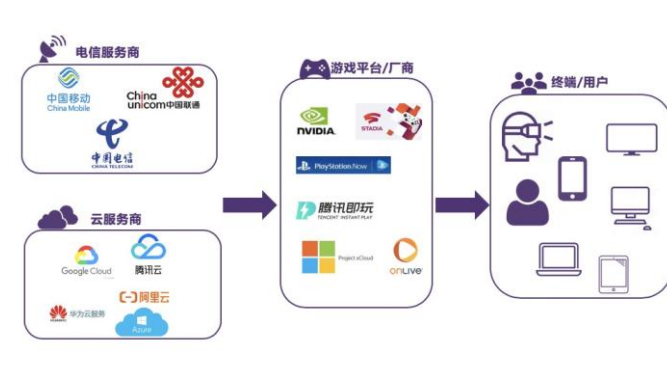 电信服务商
中国移动
China Mobile
China
unicom中国联通
中国电信
CHINA TELECOM
云服务商
Google Cloud
腾讯云
阿里云
华为云服务
HUAWEI
Azure
游戏平台/厂商
NVIDIA.
STADIA
PlayStation Now
腾讯即玩
TENCENT INSTANT PLAY
Project xCloud
onLIVE
终端/用户